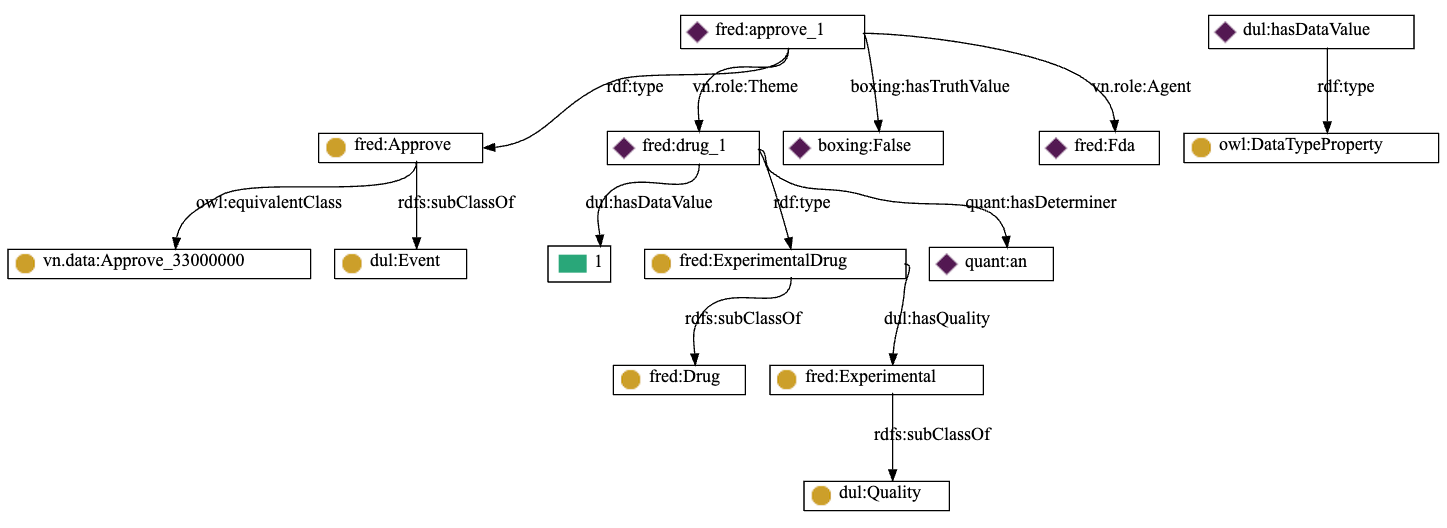 fred:approve_1
dul:hasDataValue
rdf:type
vn.role:Theme
boxing:hasTruthValue
vn.role:Agent
rdf:type
fred:Approve
fred:drug_1
boxing:False
fred:Fda
owl:DataTypeProperty
owl:equivalentClass
rdfs:subClassOf
dul:hasDataValue
rdf:type
quant:hasDeterminer
vn.data:Approve_33000000
dul:Event
1
fred:ExperimentalDrug
quant:an
rdfs:subClassOf
dul:hasQuality
fred:Drug
fred:Experimental
rdfs:subClassOf
dul:Quality